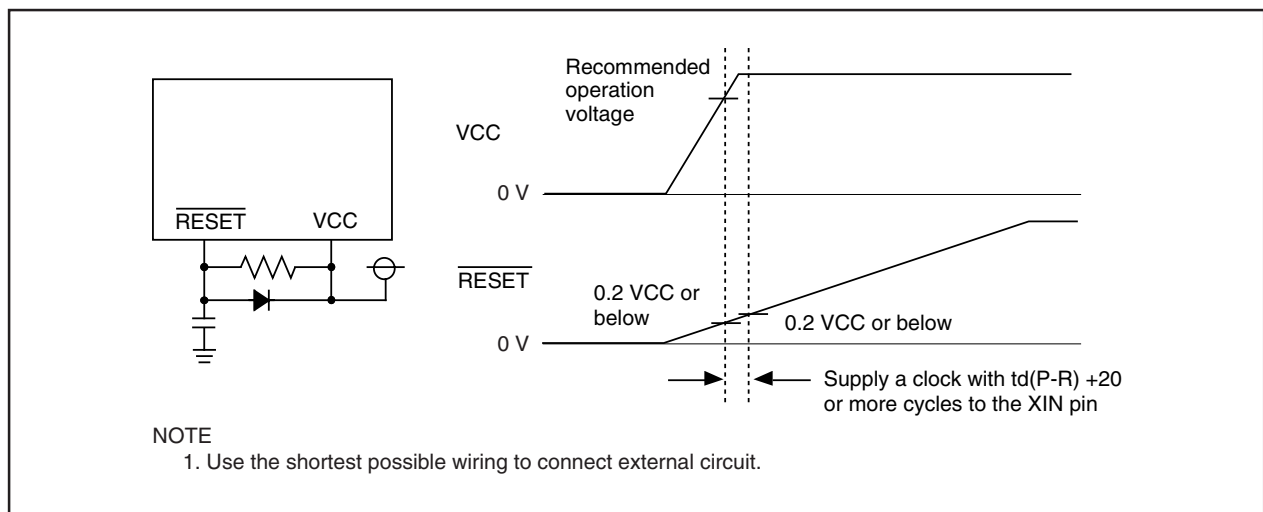 RESET
VCC
Recommended
operation
voltage
VCC
0 V
RESET
0.2 VCC or
below
0.2 VCC or below
0 V
Supply a clock with td(P-R) +20
or more cycles to the XIN pin
NOTE
1. Use the shortest possible wiring to connect external circuit.